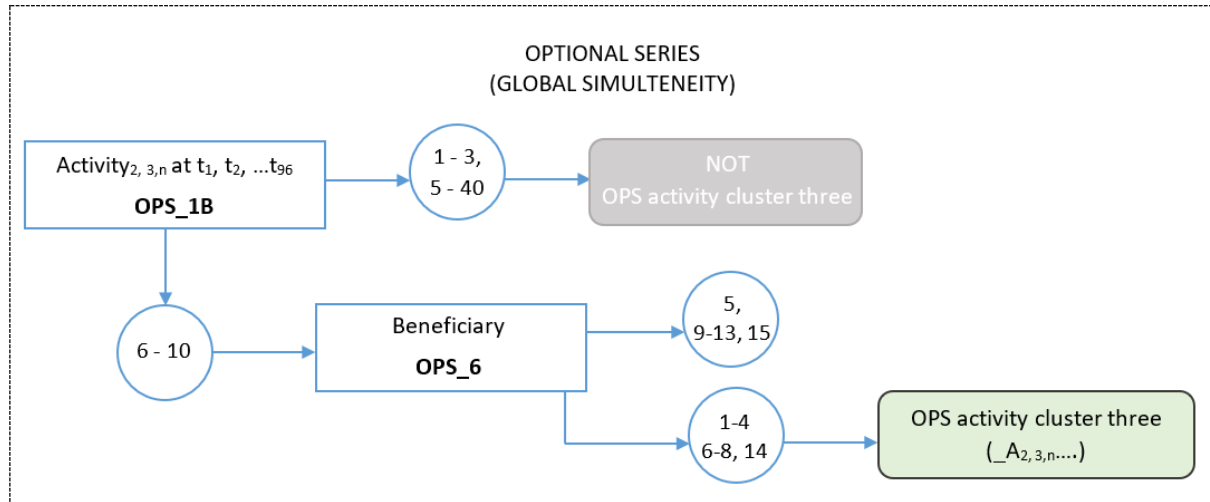 OPTIONAL SERIES
(GLOBAL SIMULTENEITY)
Activity2, 3,n at t1, t2, ...t96
OPS_1B
1 - 3,
5 - 40
NOT
OPS activity cluster three
6 - 10
Beneficiary
OPS_6
5,
9-13, 15
1-4
6-8, 14
OPS activity cluster three
(_A2, 3,n....)